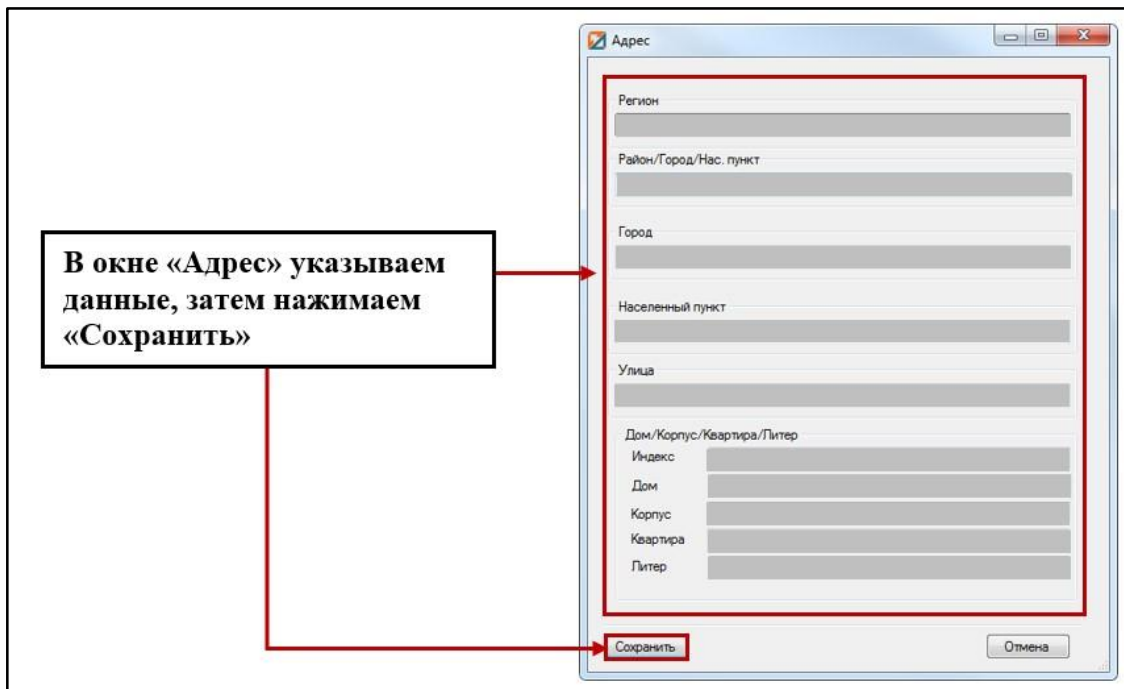 Адрес
Регион
Район/Город/Нас. пункт
Город
В окне «Адрес» указываем
данные, затем нажимаем
«Сохранить»
Населенный пункт
Улица
Дом/Корпус/Квартира/Литер
Индекс
Дом
Корпус
Квартира
Литер
Сохранить
Отмена